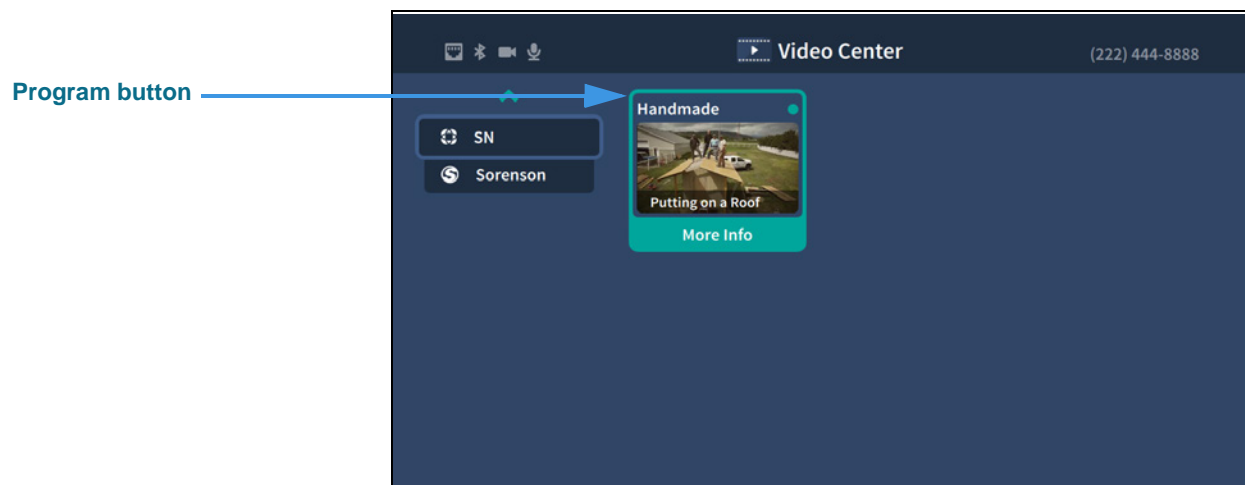 Video Center
(222) 444-8888
Program button
Handmade
SN
Sorenson
Putting on a Roof
More Info